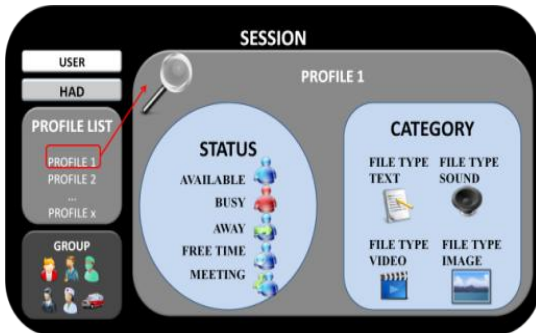 SESSION
USER
HAD
PROFILE LIST
PROFILE 1
PROFILE 2
...
PROFILE x
GROUP
PROFILE 1
STATUS
AVAILABLE
BUSY
AWAY
FREE TIME
MEETING
CATEGORY
FILE TYPE FILE TYPE
TEXT SOUND
FILE TYPE FILE TYPE
VIDEO IMAGE